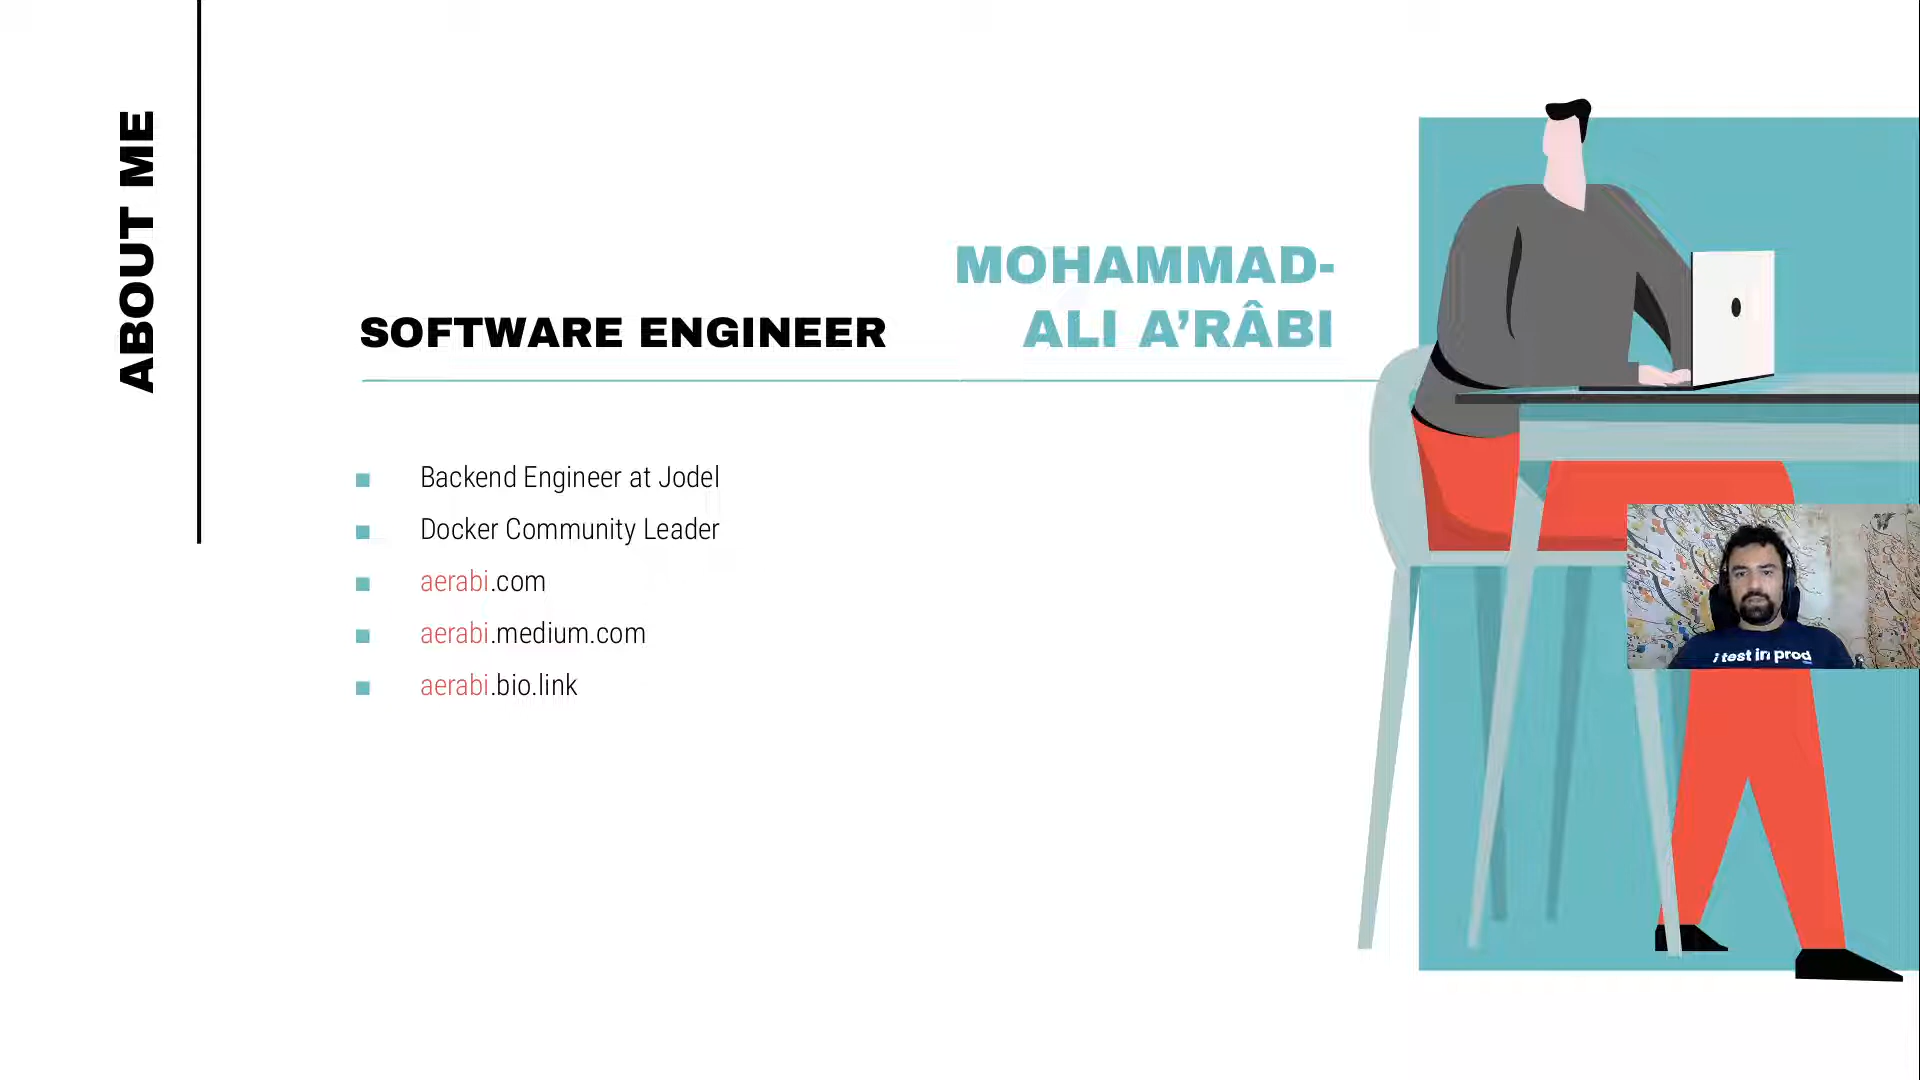 ABOUT ME
SOFTWARE ENGINEER
MOHAMMAD-
ALI A’RÂBI
Backend Engineer at Jodel
Docker Community Leader
aerabi.com
aerabi.medium.com
aerabi.bio.link
i test in prod